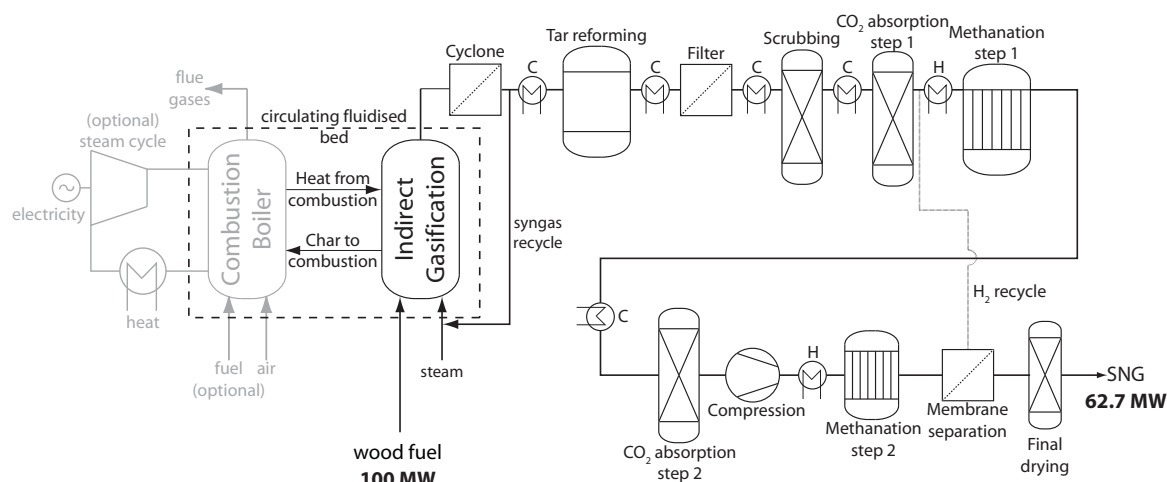 flue
gases
(optional)
steam cycle
electricity
heat
Combustion
Boiler
fuel
air
(optional)
circulating fluidised
bed
Heat from
combustion
Char to
combustion
Indirect
Gasification
steam
wood fuel
100 MW
syngas
recycle
Cyclone
C
Tar reforming
C
Filter
C
Scrubbing
C
CO2 absorption
step 1
H
Methanation
step 1
C
CO2 absorption
step 2
Compression
H
Methanation
step 2
H2 recycle
Membrane
separation
Final
drying
SNG
62.7 MW